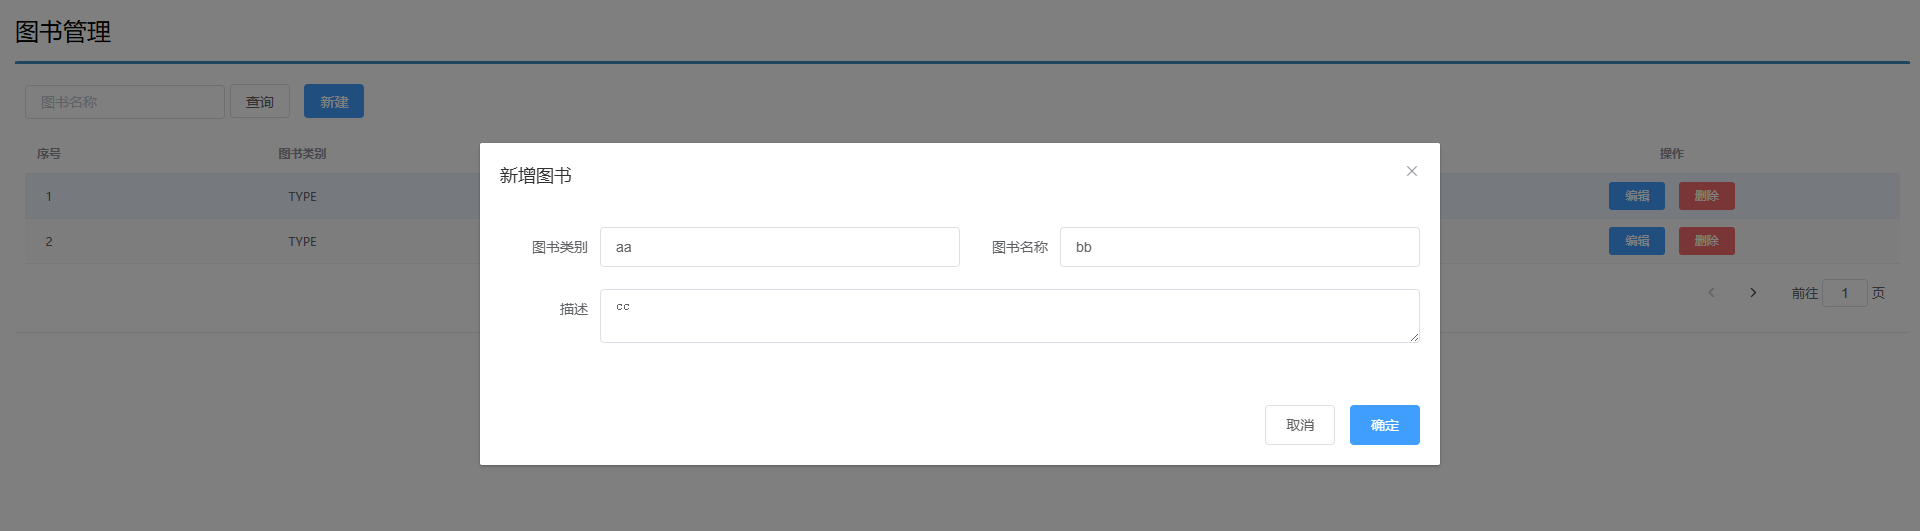 图书管理
图书名称 查询 新建
序号 图书类别 操作
1 TYPE 编辑 删除
2 TYPE 编辑 删除
前往 1 页
新增图书
图书类别 aa 图书名称 bb
描述 cc
取消 确定